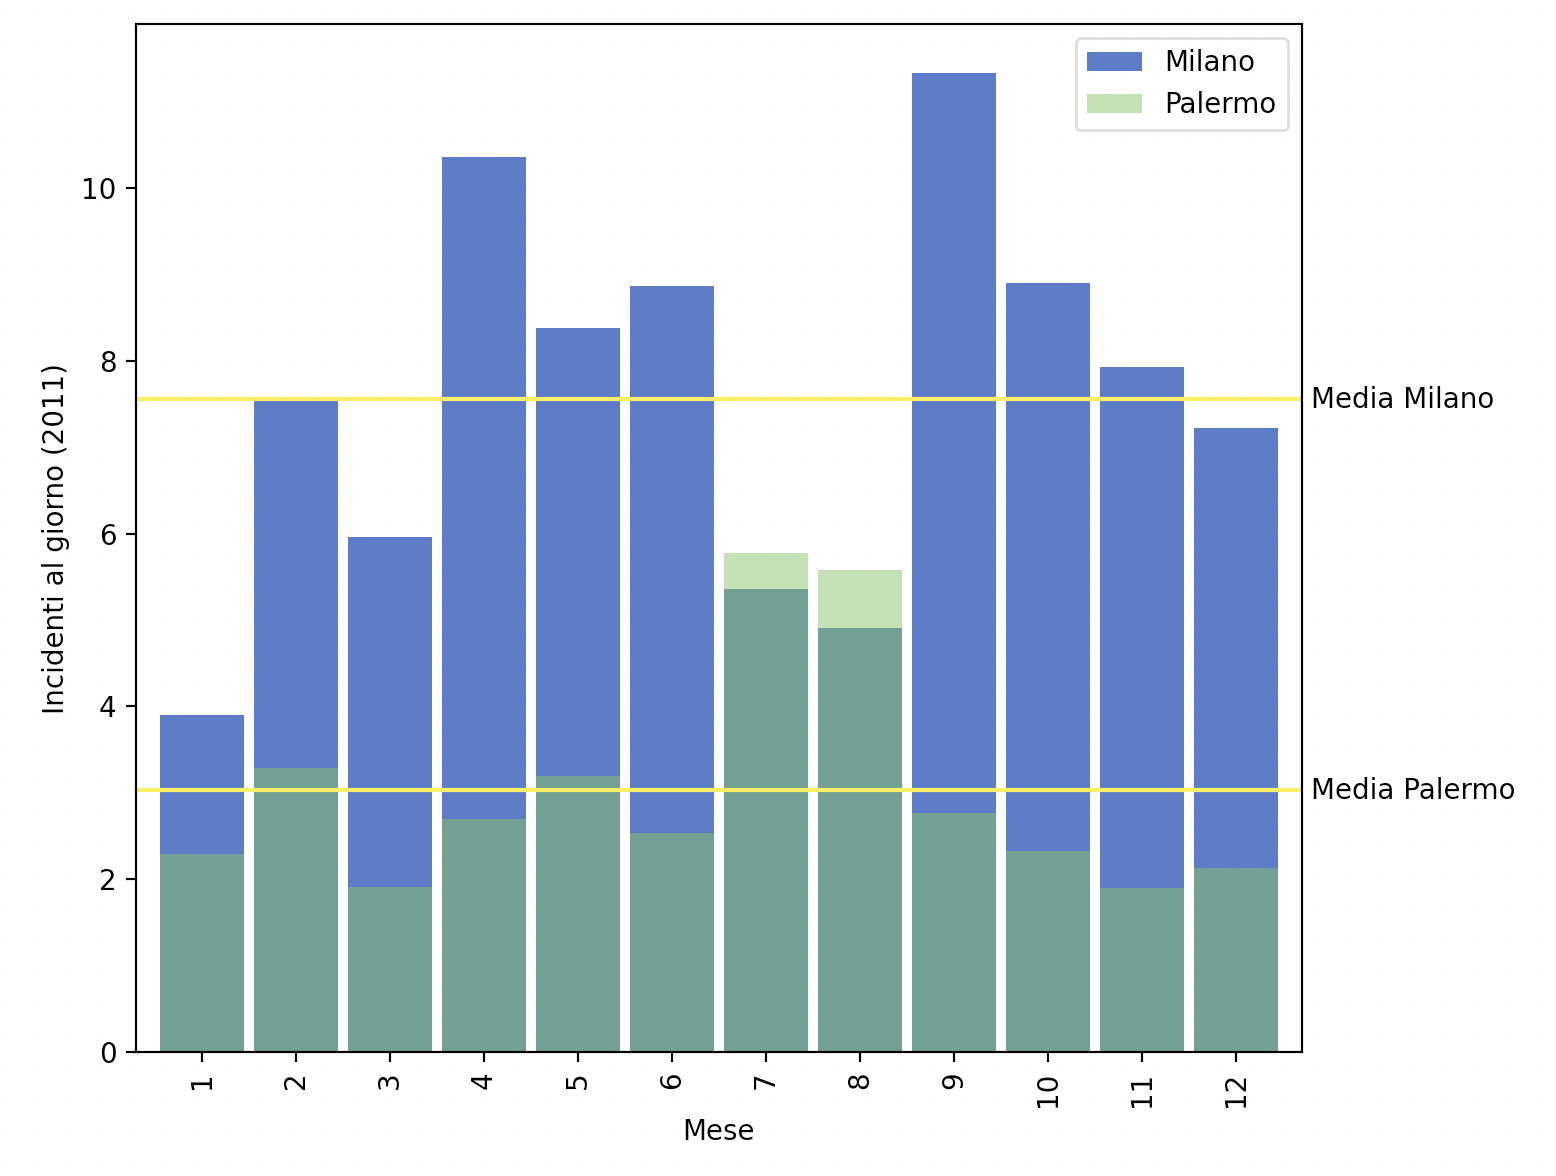 Milano
Palermo
10
8
6
4
2
0
Incidenti al giorno (2011)
Media Milano
Media Palermo
1 2 3 4 5 6 7 8 9 10 11 12
Mese